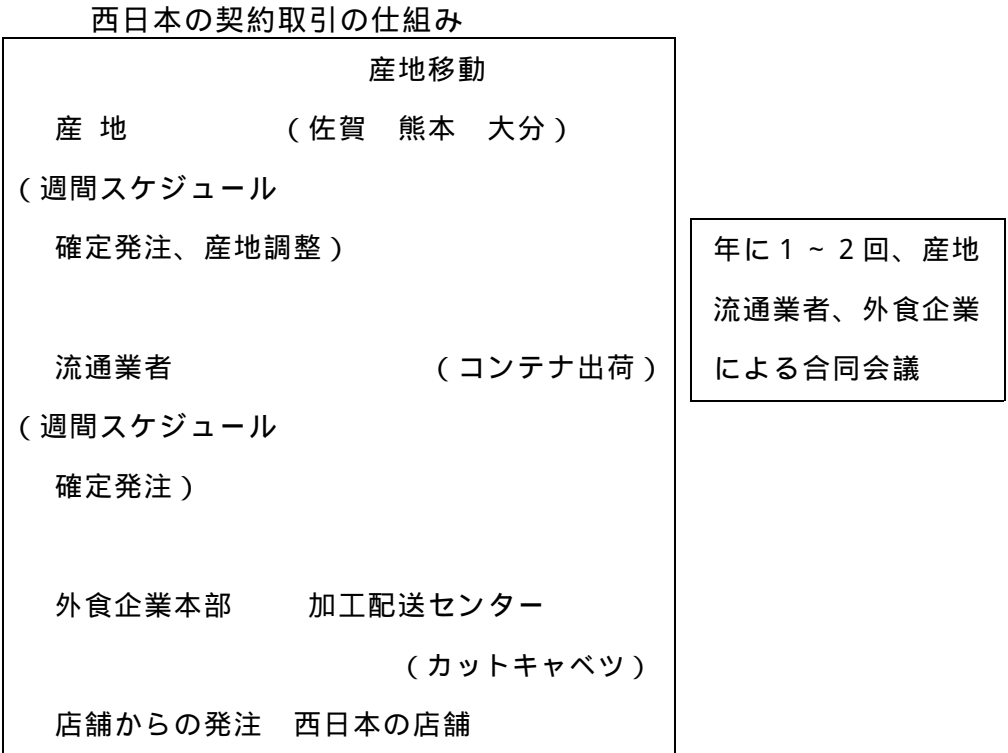 西日本の契約取引の仕組み
産地移動
産 地 （佐賀 熊本 大分）
（週間スケジュール
確定発注、産地調整）
流通業者 （コンテナ出荷）
（週間スケジュール
確定発注）
外食企業本部 加工配送センター
（カットキャベツ）
店舗からの発注 西日本の店舗
年に１～２回、産地
流通業者、外食企業
による合同会議